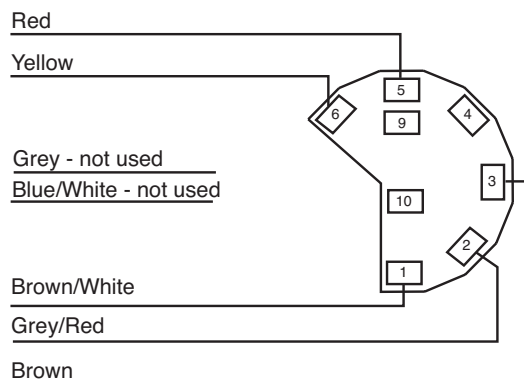 Red
Yellow
5
6
4
9
Grey - not used
3
Blue/White - not used
10
2
1
Brown/White
Grey/Red
Brown